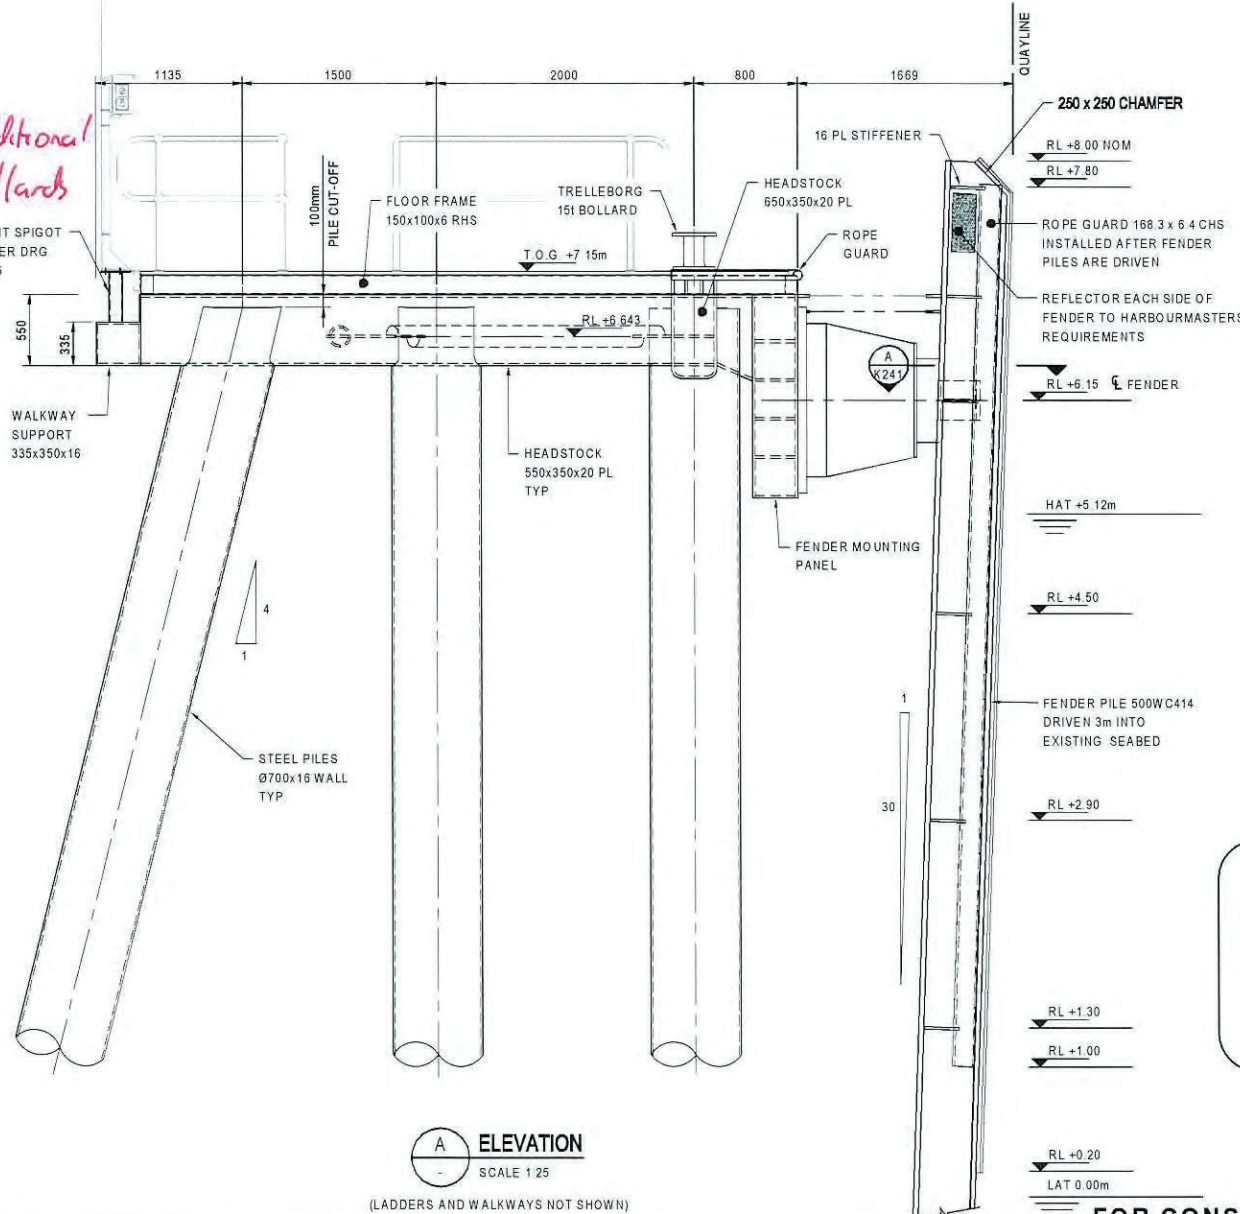 QUAYLINE
1135
1500
2000
800
1669
250 x 250 CHAMFER
16 PL STIFFENER
RL +8 00 NOM
RL +7.80
100mm
PILE CUT-OFF
FLOOR FRAME
150x100x6 RHS
TRELLEBORG
15t BOLLARD
HEADSTOCK
650x350x20 PL
ROPE
GUARD
ROPE GUARD 168.3 x 6.4 CHS
INSTALLED AFTER FENDER
PILES ARE DRIVEN
SPIGOT
DRG
T.O.G. +7 15m
REFLECTOR EACH SIDE OF
FENDER TO HARBOURMASTERS
REQUIREMENTS
550
335
RL +6 643
A
K241
RL +6.15 ℄ FENDER
WALKWAY
SUPPORT
335x350x16
HEADSTOCK
550x350x20 PL
TYP
HAT +5 12m
FENDER MOUNTING
PANEL
RL +4.50
4
1
1
30
FENDER PILE 500WC414
DRIVEN 3m INTO
EXISTING SEABED
STEEL PILES
Ø700x16 WALL
TYP
RL +2.90
RL +1.30
RL +1.00
A
-
ELEVATION
SCALE 1 25
(LADDERS AND WALKWAYS NOT SHOWN)
RL +0.20
LAT 0.00m
FOR CONS